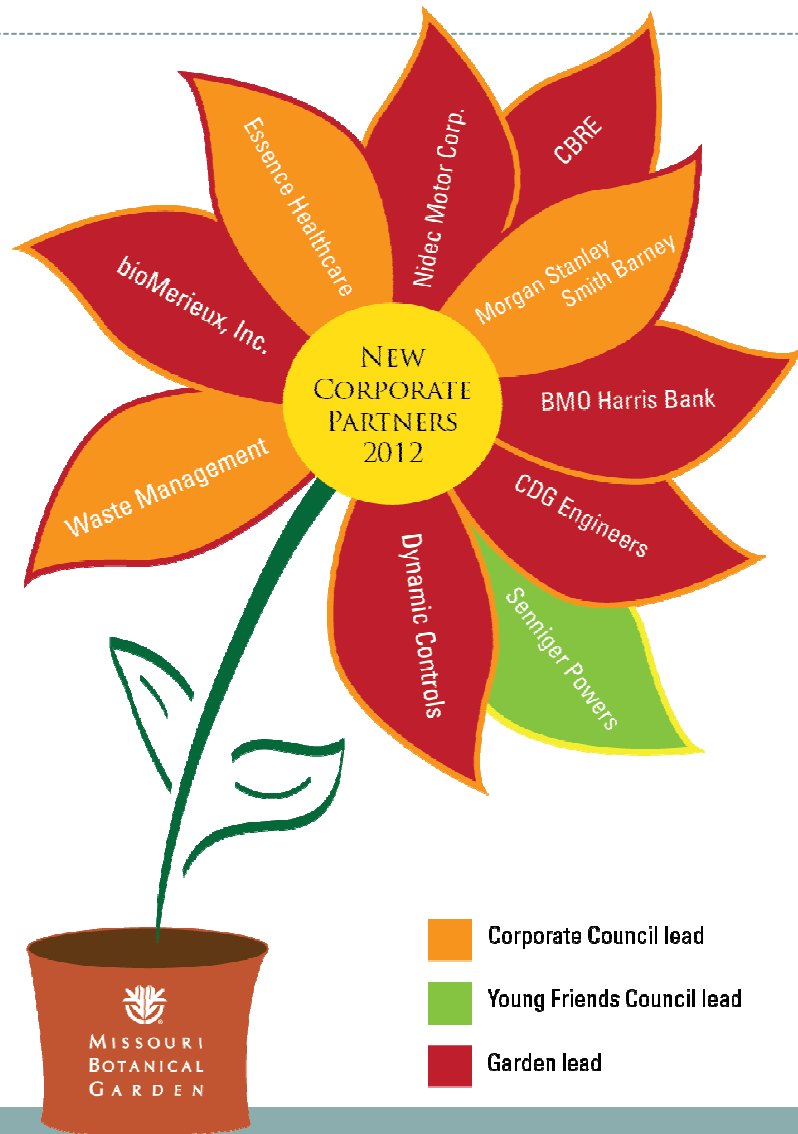 CBRE
Nidec Motor Corp.
Essence Healthcare
Morgan Stanley
Smith Barney
bioMerieux, Inc.
NEW
CORPORATE
PARTNERS
2012
BMO Harris Bank
Waste Management
CDG Engineers
Dynamic Controls
Senniger Powers
Corporate Council lead
Young Friends Council lead
Garden lead
®
MISSOURI
BOTANICAL
GARDEN